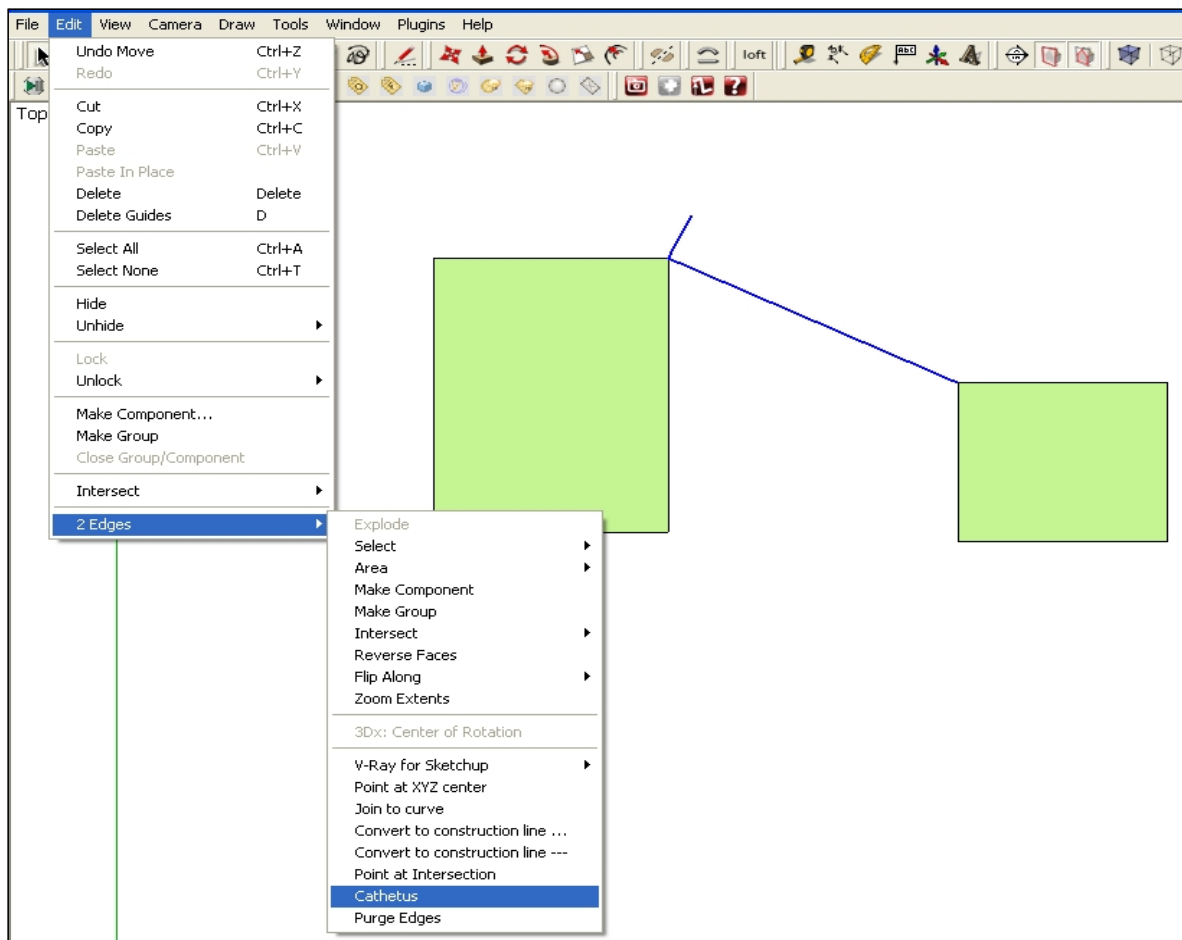 File Edit View Camera Draw Tools Window Plugins Help
loft
Abc
Top
Undo Move Ctrl+Z
Redo Ctrl+Y
Cut Ctrl+X
Copy Ctrl+C
Paste Ctrl+V
Paste In Place
Delete Delete
Delete Guides D
Select All Ctrl+A
Select None Ctrl+T
Hide
Unhide
Lock
Unlock
Make Component...
Make Group
Close Group/Component
Intersect
2 Edges
Explode
Select
Area
Make Component
Make Group
Intersect
Reverse Faces
Flip Along
Zoom Extents
3Dx: Center of Rotation
V-Ray for Sketchup
Point at XYZ center
Join to curve
Convert to construction line ...
Convert to construction line ---
Point at Intersection
Cathetus
Purge Edges